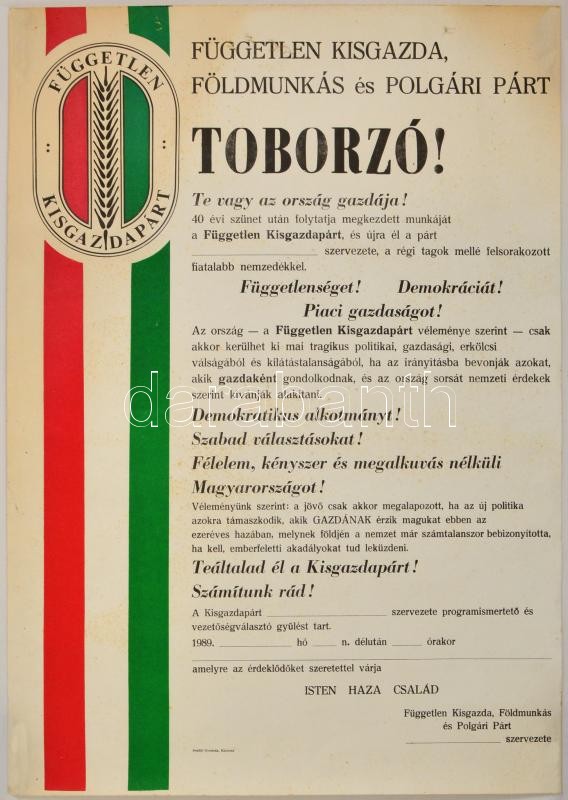 FÜGGETLEN
KISGAZDAPÁRT
FÜGGETLEN KISGAZDA,
FÖLDMUNKÁS és POLGÁRI PÁRT
TOBORZÓ!
Te vagy az ország gazdája!
40 évi szünet után folytatja megkezdett munkáját
a Független Kisgazdapárt, és újra él a párt
szervezete, a régi tagok mellé felsorakozott
fiatalabb nemzedékkel.
Függetlenséget! Demokráciát!
Piaci gazdaságot!
Az ország — a Független Kisgazdapárt véleménye szerint — csak
akkor kerülhet ki mai tragikus politikai, gazdasági, erkölcsi
válságából és kilátástalanságából, ha az irányításba bevonják azokat,
akik gazdaként gondolkodnak, és az ország sorsát nemzeti érdekek
szerint kívánják alakítani.
darabanth
Demokratikus alkotmányt!
Szabad választásokat!
Félelem, kényszer és megalkuvás nélküli
Magyarországot!
Véleményünk szerint: a jövő csak akkor megalapozott, ha az új politika
azokra támaszkodik, akik GAZDÁNAK érzik magukat ebben az
ezeréves hazában, melynek földjén a nemzet már számtalanszor bebizonyította,
ha kell, emberfeletti akadályokat tud leküzdeni.
Teáltalad él a Kisgazdapárt!
Számítunk rád!
A Kisgazdapárt ____ szervezete programismertető és
vezetőségválasztó gyűlést tart.
1989. ____ hó ____ n. délután ____ órakor
amelyre az érdeklődőket szeretettel várja
ISTEN HAZA CSALÁD
Független Kisgazda, Földmunkás
és Polgári Párt
____ szervezete